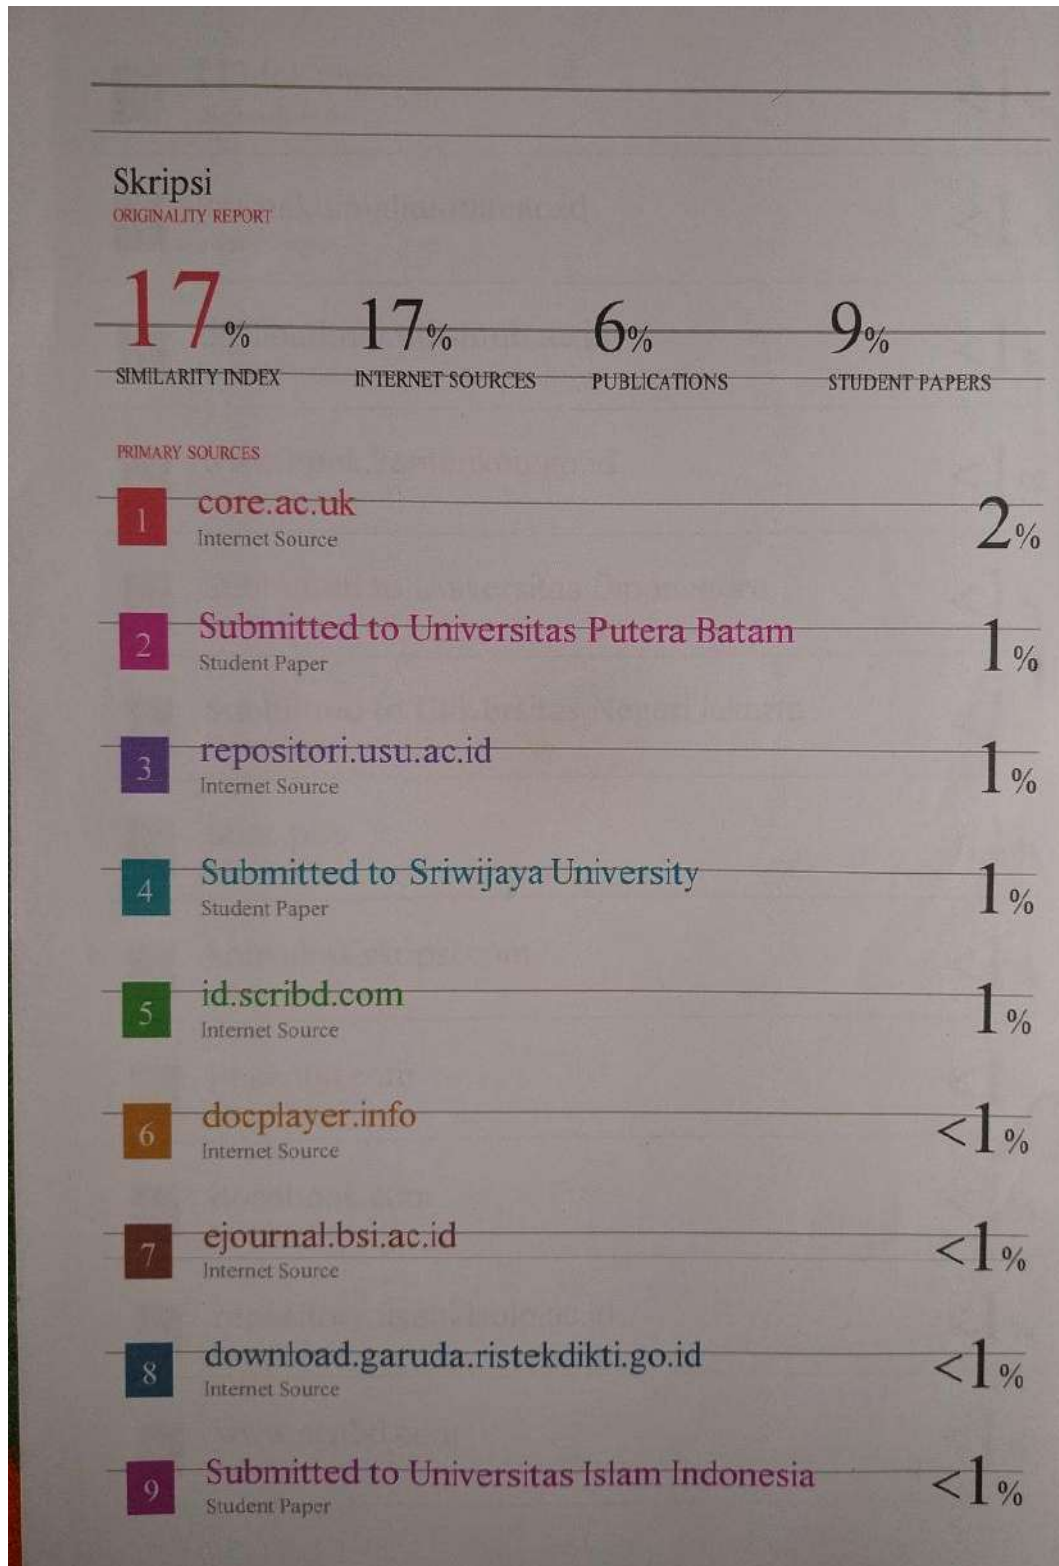 Skripsi
ORIGINALITY REPORT
17% 17% 6% 9%
SIMILARITY INDEX INTERNET SOURCES PUBLICATIONS STUDENT PAPERS
PRIMARY SOURCES
1 core.ac.uk 2%
Internet Source
2 Submitted to Universitas Putera Batam 1%
Student Paper
3 repositori.usu.ac.id 1%
Internet Source
4 Submitted to Sriwijaya University 1%
Student Paper
5 id.scribd.com 1%
Internet Source
6 docplayer.info <1%
Internet Source
7 ejournal.bsi.ac.id <1%
Internet Source
8 download.garuda.ristekdikti.go.id <1%
Internet Source
9 Submitted to Universitas Islam Indonesia <1%
Student Paper